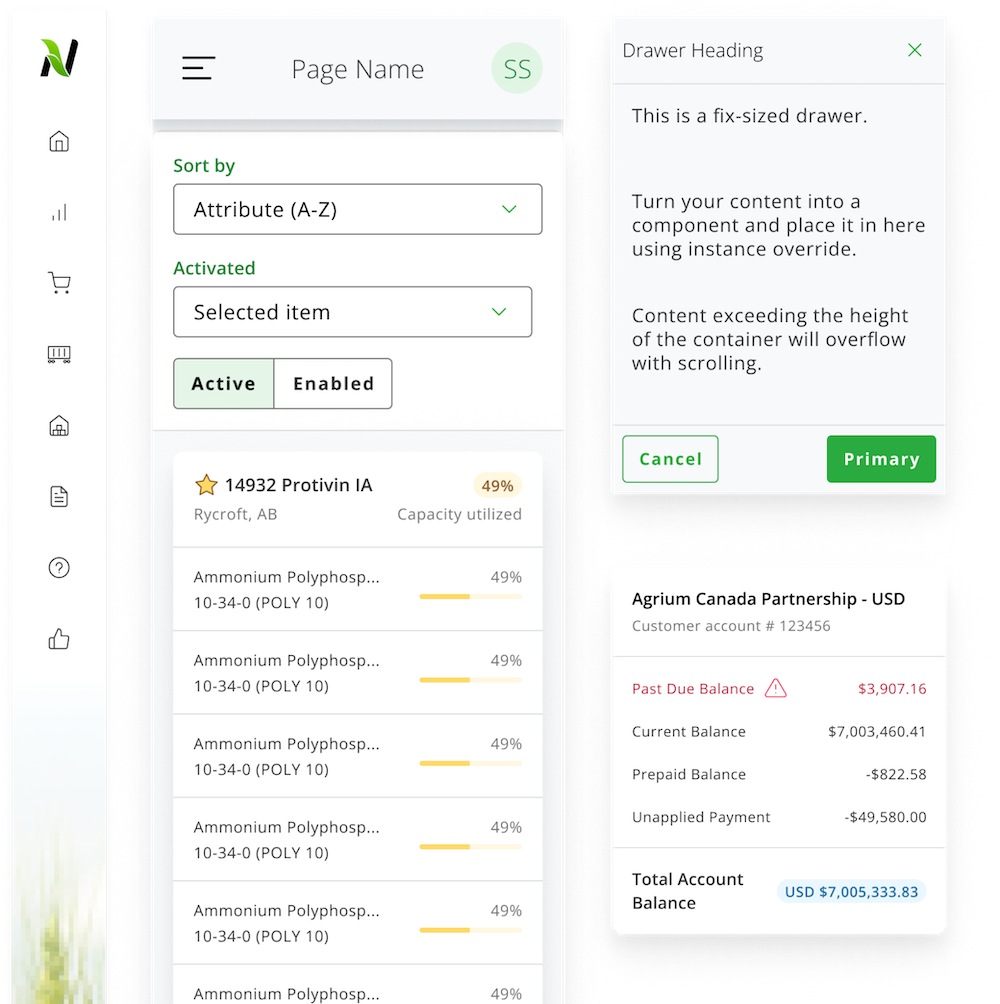 Page Name
SS
Sort by
Attribute (A-Z)
Activated
Selected item
Active
Enabled
14932 Protivin IA
49%
Rycroft, AB
Capacity utilized
Ammonium Polyphosp...
49%
10-34-0 (POLY 10)
Ammonium Polyphosp...
49%
10-34-0 (POLY 10)
Ammonium Polyphosp...
49%
10-34-0 (POLY 10)
Ammonium Polyphosp...
49%
10-34-0 (POLY 10)
Ammonium Polyphosp...
49%
10-34-0 (POLY 10)
Ammonium Polyphosp...
49%
Drawer Heading
This is a fix-sized drawer.
Turn your content into a
component and place it in here
using instance override.
Content exceeding the height
of the container will overflow
with scrolling.
Cancel
Primary
Agrium Canada Partnership - USD
Customer account # 123456
Past Due Balance
$3,907.16
Current Balance
$7,003,460.41
Prepaid Balance
-$822.58
Unapplied Payment
-$49,580.00
Total Account
Balance
USD $7,005,333.83